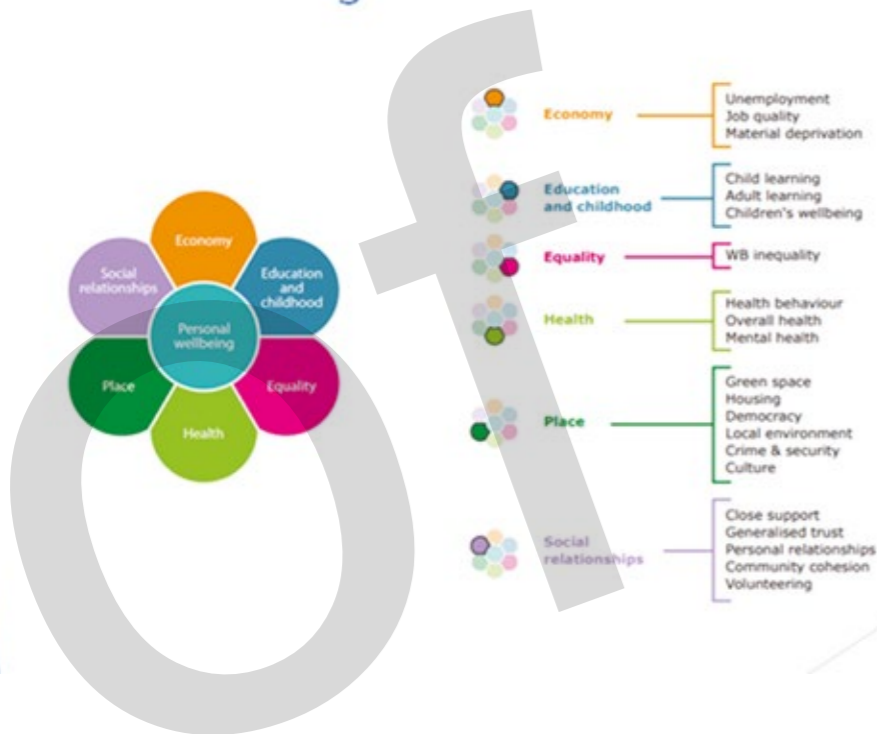 Economy
Social
relationships
Education
and
childhood
Personal
wellbeing
Place
Equality
Health
Economy
Unemployment
Job quality
Material deprivation
Education
and childhood
Child learning
Adult learning
Children's wellbeing
Equality
WB inequality
Health
Health behaviour
Overall health
Mental health
Place
Green space
Housing
Democracy
Local environment
Crime & security
Culture
Social
relationships
Close support
Generalised trust
Personal relationships
Community cohesion
Volunteering
of